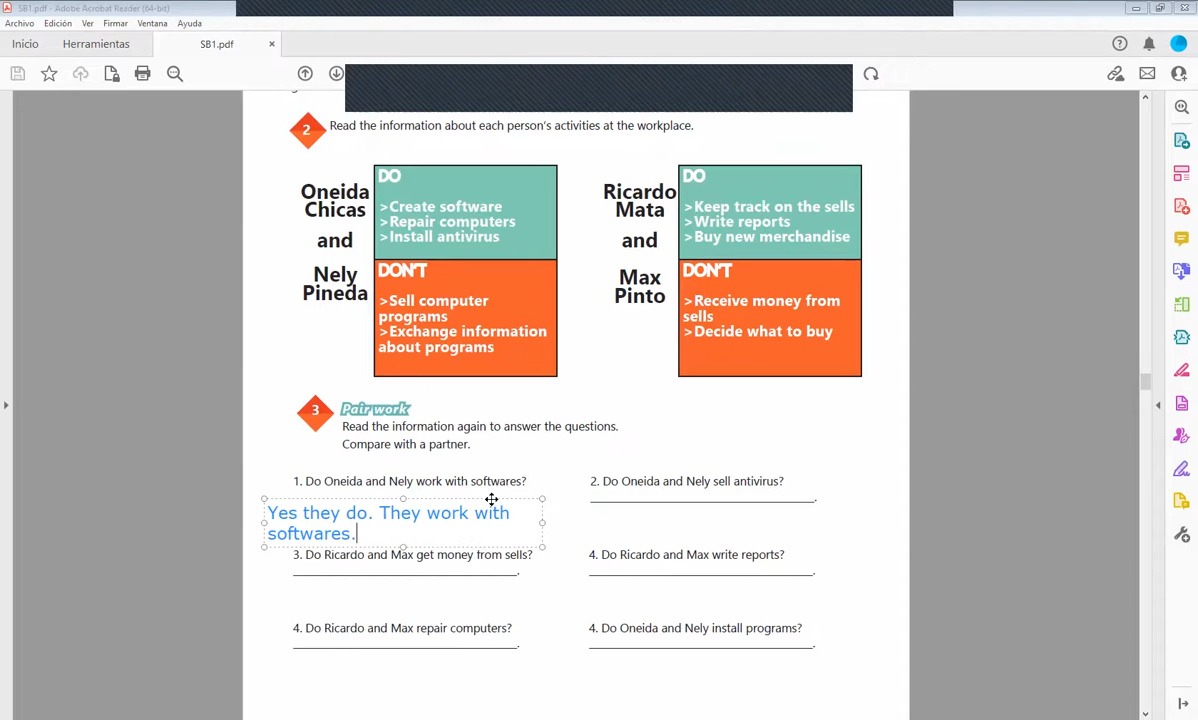 SB1.pdf - Adobe Acrobat Reader (64-bit)
Archivo Edición Ver Firmar Ventana Ayuda
Inicio Herramientas SB1.pdf ×
2 Read the information about each person's activities at the workplace.
Oneida
Chicas
and
Nely
Pineda
DO
>Create software
>Repair computers
>Install antivirus
DON'T
>Sell computer
programs
>Exchange information
about programs
Ricardo
Mata
and
Max
Pinto
DO
>Keep track on the sells
>Write reports
>Buy new merchandise
DON'T
>Receive money from
sells
>Decide what to buy
3 Pair work
Read the information again to answer the questions.
Compare with a partner.
1. Do Oneida and Nely work with softwares?
Yes they do. They work with
softwares.
2. Do Oneida and Nely sell antivirus?
3. Do Ricardo and Max get money from sells?
4. Do Ricardo and Max write reports?
4. Do Ricardo and Max repair computers?
4. Do Oneida and Nely install programs?